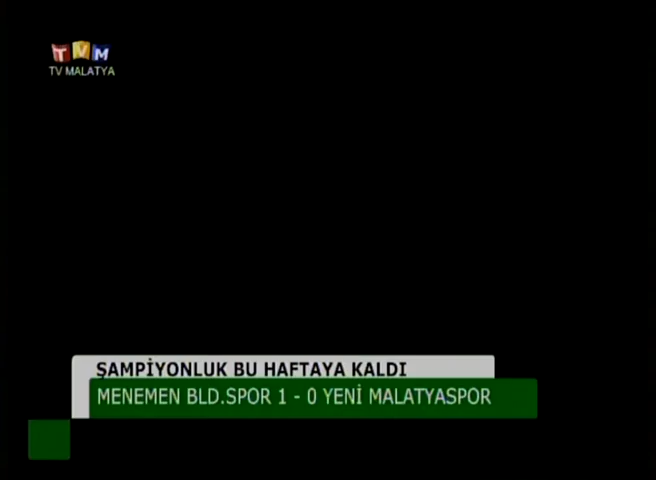 TVM
TV MALATYA
ŞAMPİYONLUK BU HAFTAYA KALDI
MENEMEN BLD.SPOR 1 - 0 YENİ MALATYASPOR